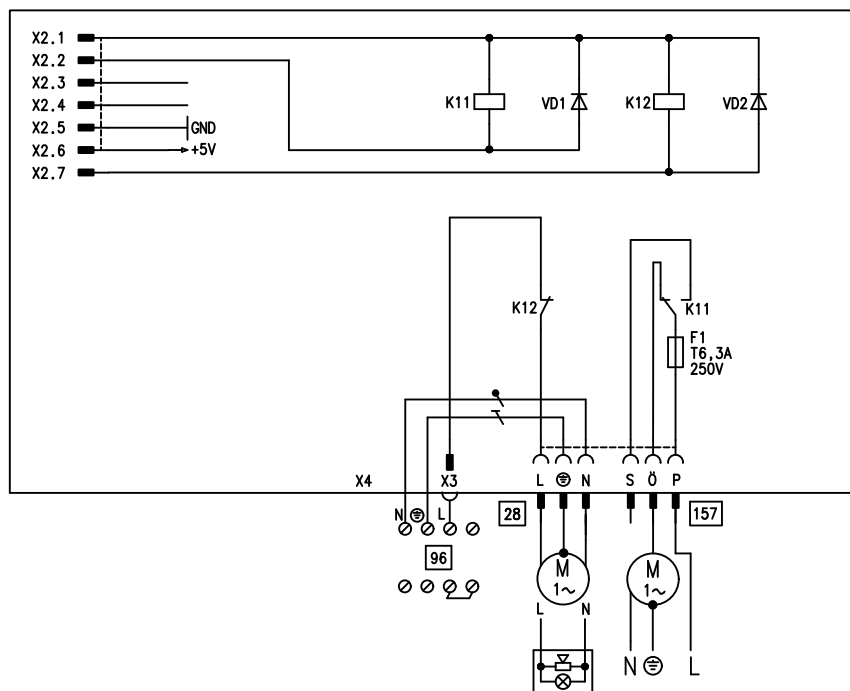 X2.1
X2.2
X2.3
X2.4
X2.5
X2.6
X2.7
GND
+5V
K11
VD1
K12
VD2
K12
K11
F1
T6,3A
250V
X4
X3
L
N
S
Ö
P
N
L
28
157
96
M
1~
M
1~
L
N
N
L